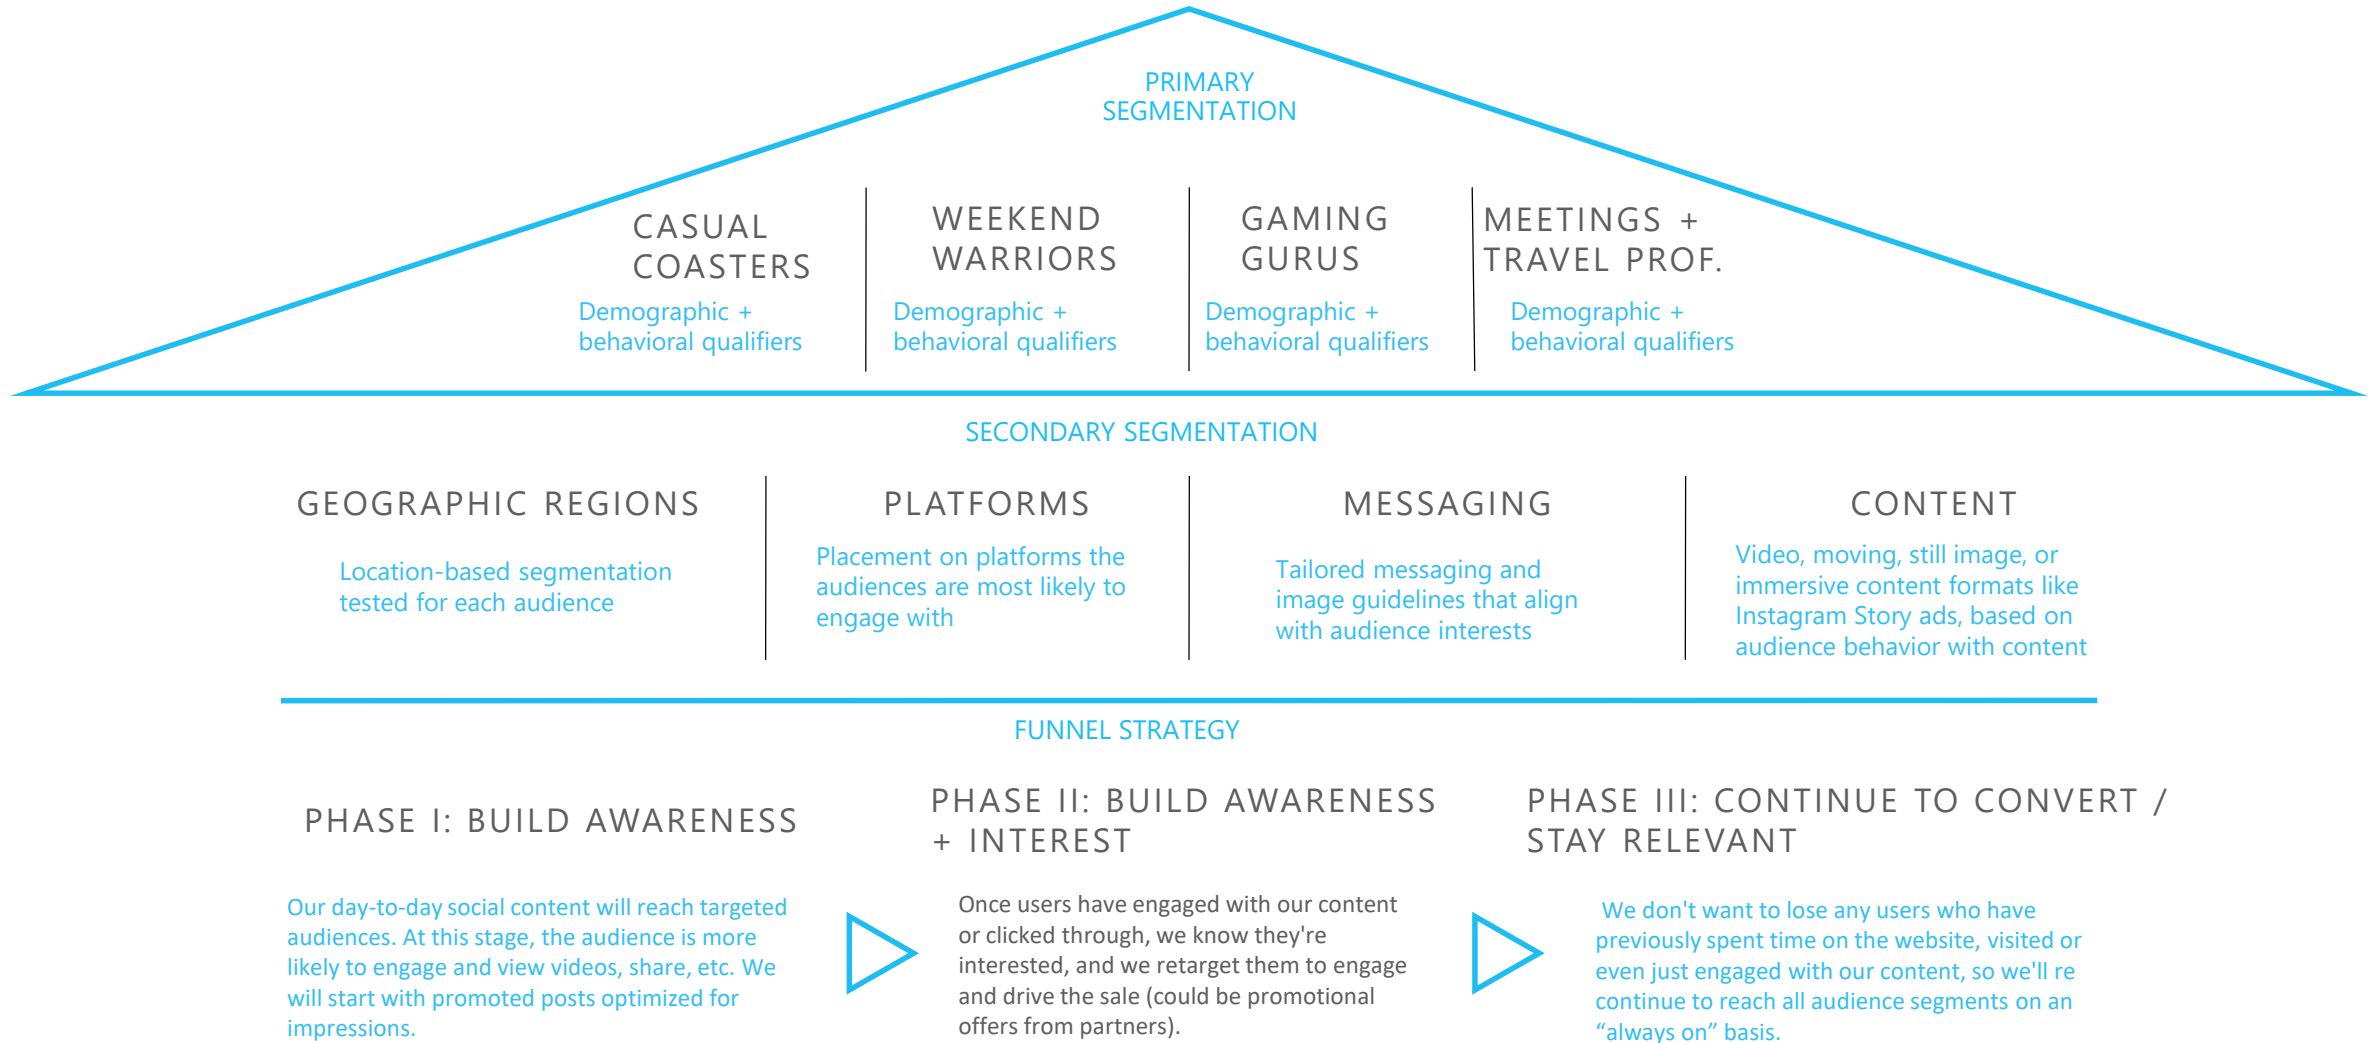 PRIMARY
SEGMENTATION
CASUAL
COASTERS
Demographic +
behavioral qualifiers
WEEKEND
WARRIORS
Demographic +
behavioral qualifiers
GAMING
GURUS
Demographic +
behavioral qualifiers
MEETINGS +
TRAVEL PROF.
Demographic +
behavioral qualifiers
SECONDARY SEGMENTATION
GEOGRAPHIC REGIONS
Location-based segmentation
tested for each audience
PLATFORMS
Placement on platforms the
audiences are most likely to
engage with
MESSAGING
Tailored messaging and
image guidelines that align
with audience interests
CONTENT
Video, moving, still image, or
immersive content formats like
Instagram Story ads, based on
audience behavior with content
FUNNEL STRATEGY
PHASE I: BUILD AWARENESS
Our day-to-day social content will reach targeted
audiences. At this stage, the audience is more
likely to engage and view videos, share, etc. We
will start with promoted posts optimized for
impressions.
PHASE II: BUILD AWARENESS
+ INTEREST
Once users have engaged with our content
or clicked through, we know they're
interested, and we retarget them to engage
and drive the sale (could be promotional
offers from partners).
PHASE III: CONTINUE TO CONVERT /
STAY RELEVANT
We don't want to lose any users who have
previously spent time on the website, visited or
even just engaged with our content, so we'll re
continue to reach all audience segments on an
“always on” basis.